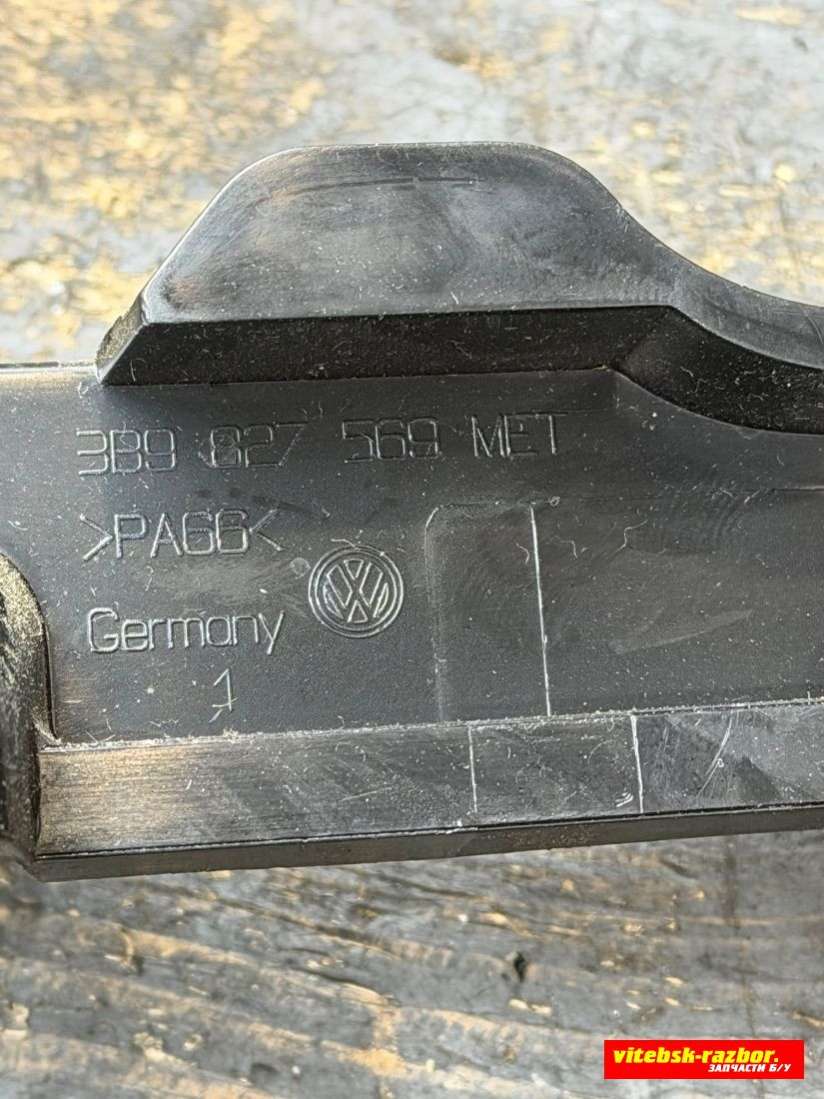 3B9 827 569 MET
>PA66<
Germany
1
vitebsk-razbor.
ЗАПЧАСТИ Б/У